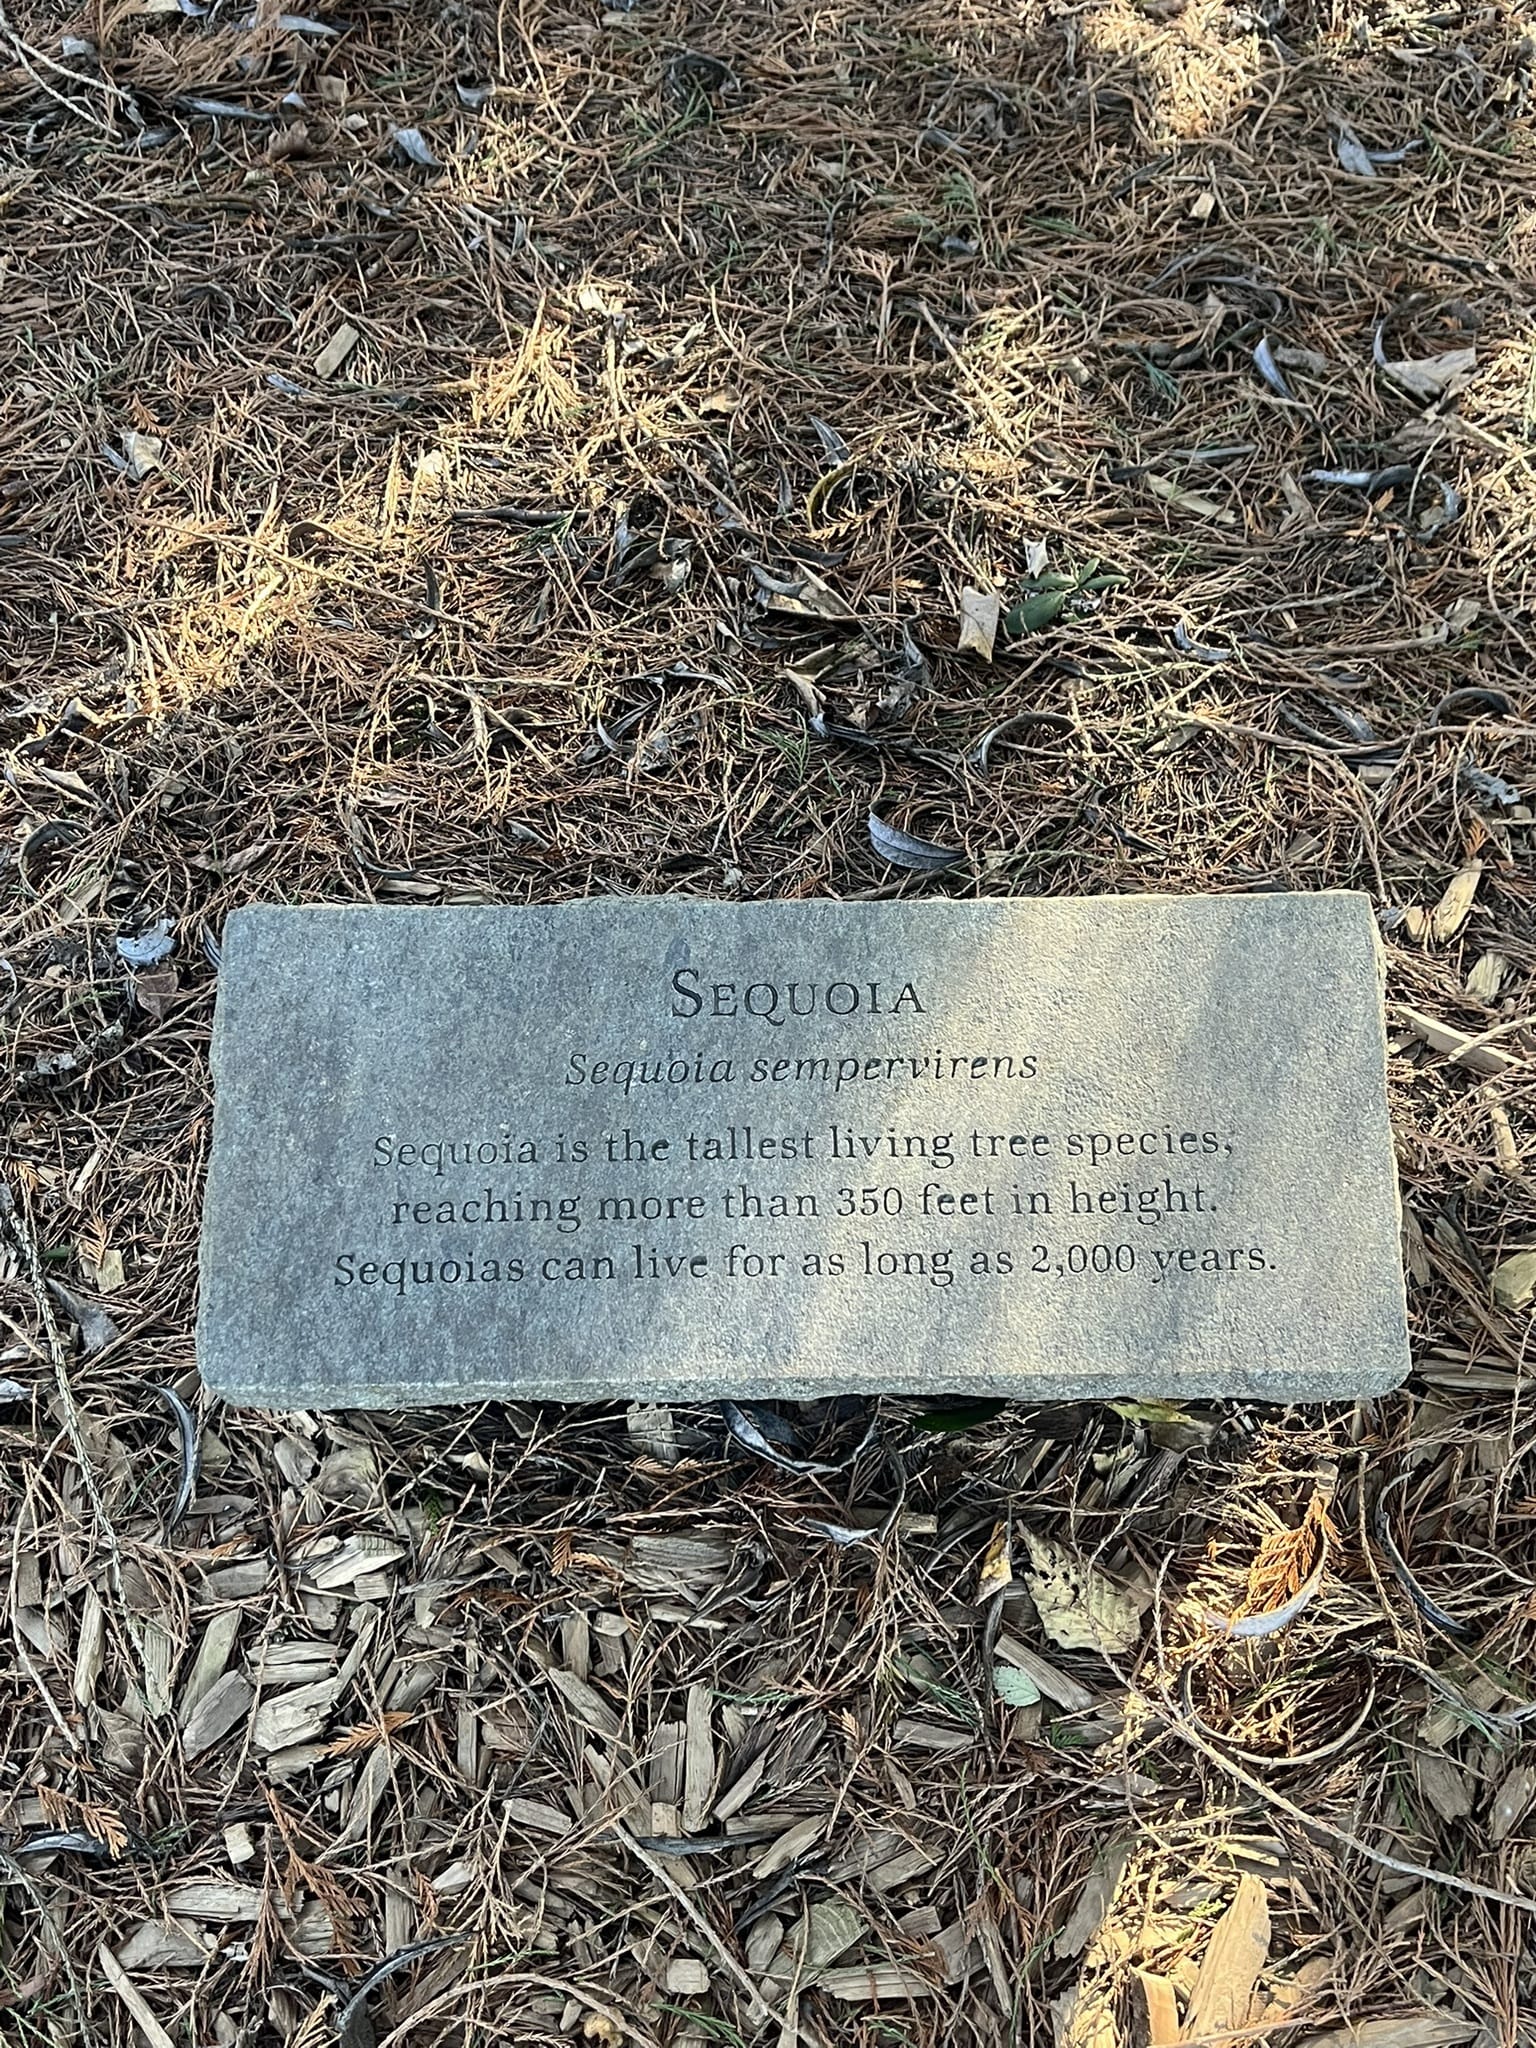 SEQUOIA
Sequoia sempervirens
Sequoia is the tallest living tree species,
reaching more than 350 feet in height.
Sequoias can live for as long as 2,000 years.